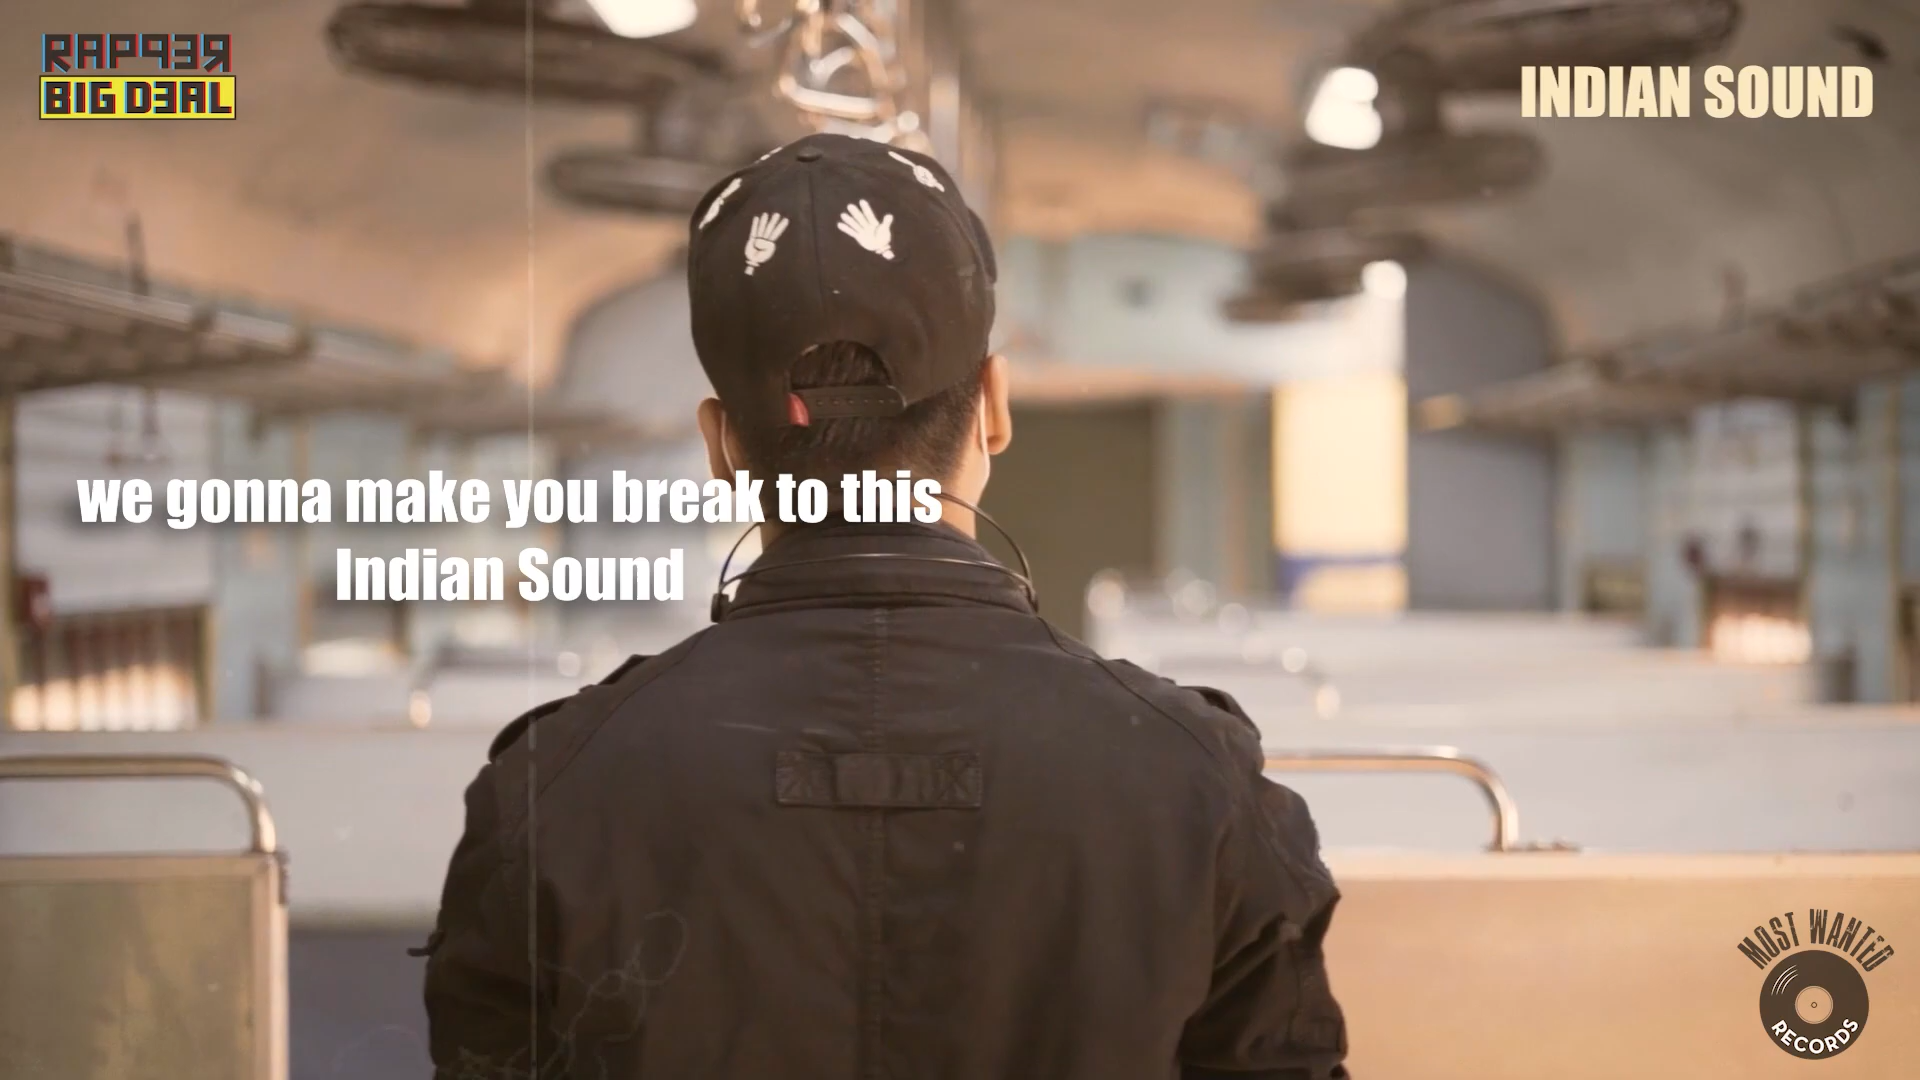 RAPPER
BIG DEAL
INDIAN SOUND
we gonna make you break to this
Indian Sound
MOST WANTED
RECORDS